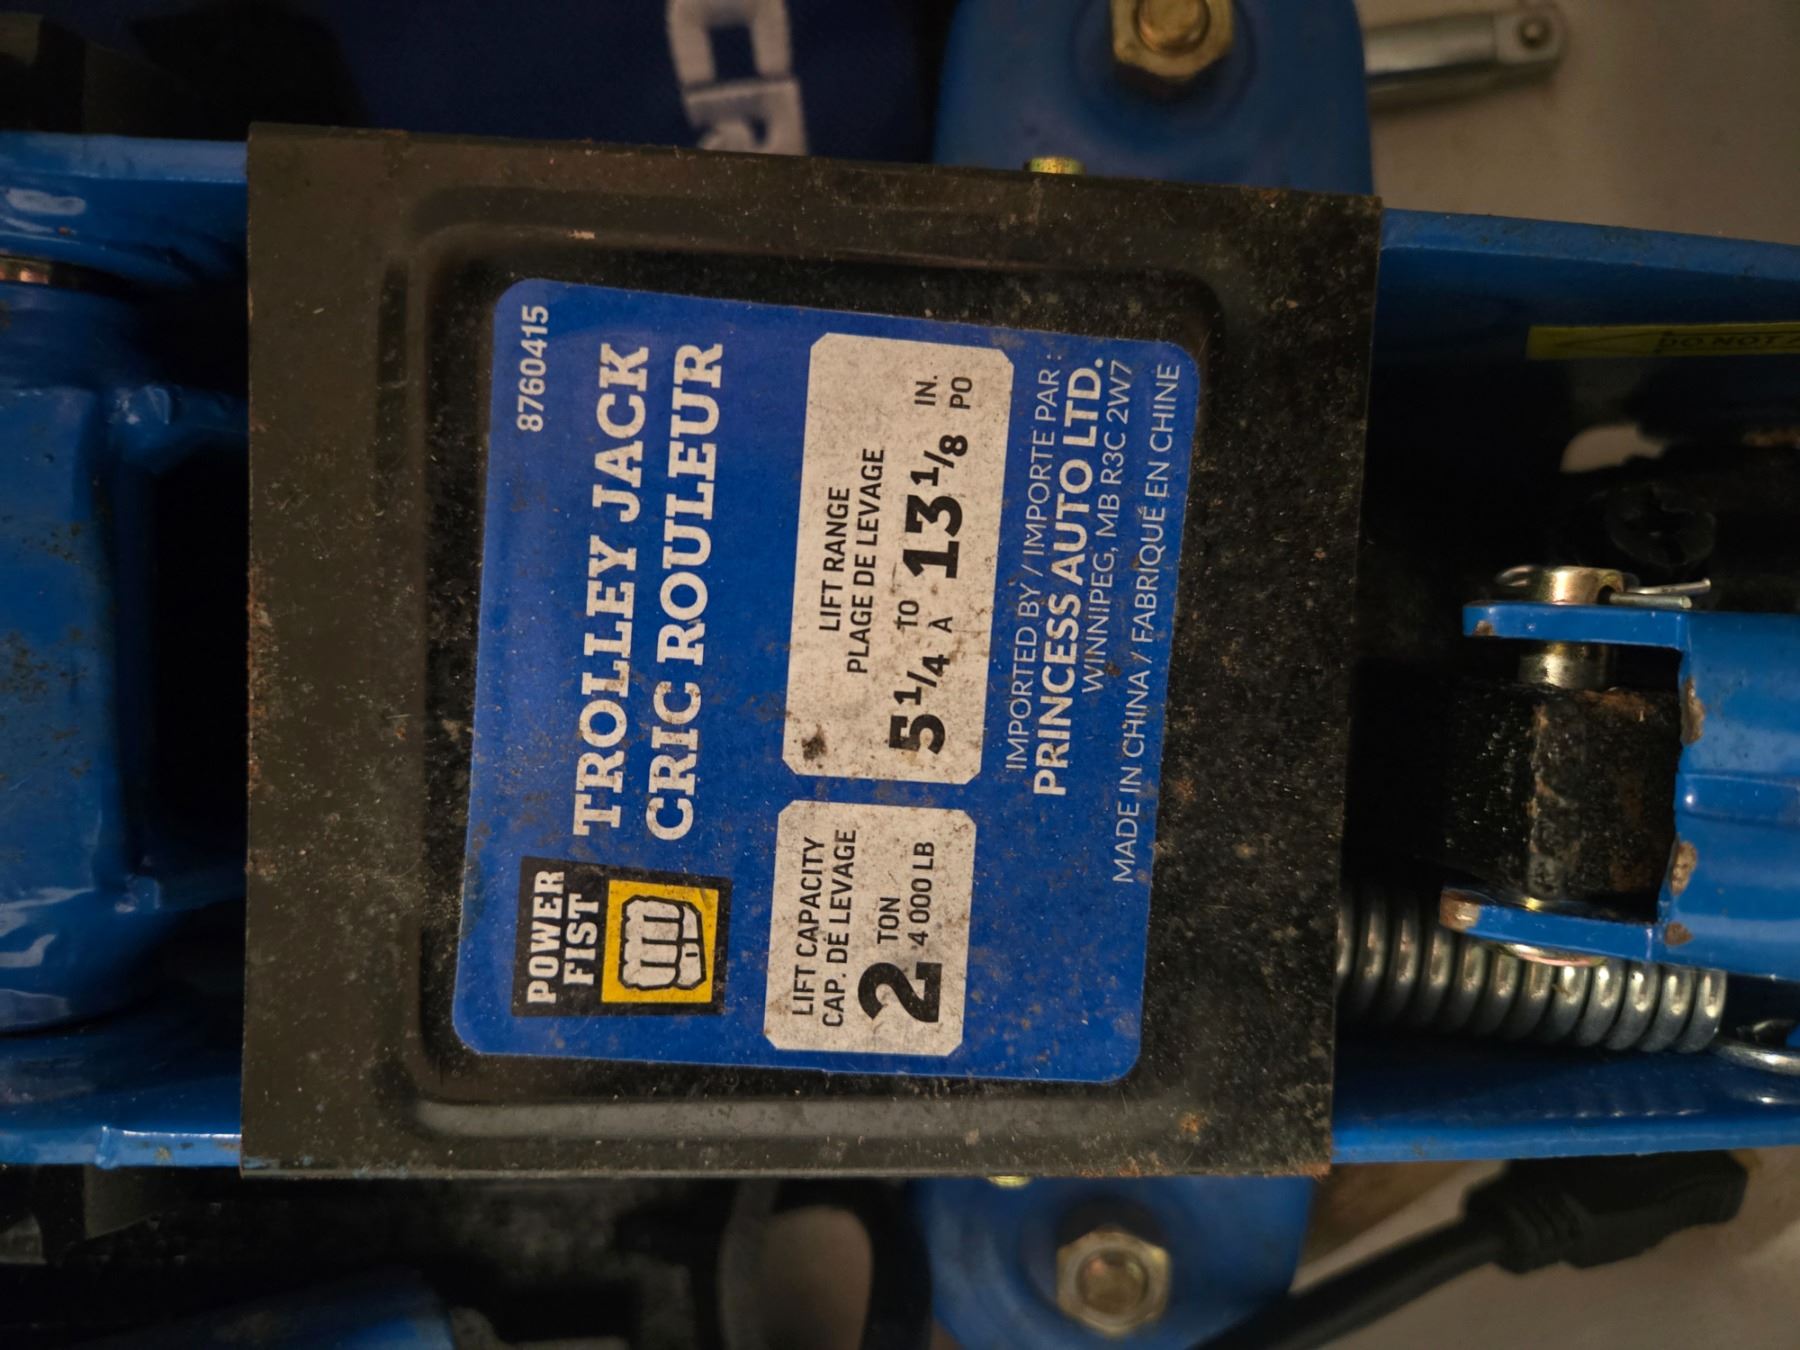 8760415
POWER
FIST
TROLLEY JACK
CRIC ROULEUR
LIFT CAPACITY
CAP. DE LEVAGE
2 TON
4 000 LB
LIFT RANGE
PLAGE DE LEVAGE
5 1/4 TO À 13 1/8 IN. PO
IMPORTED BY / IMPORTE PAR :
PRINCESS AUTO LTD.
WINNIPEG, MB R3C 2W7
MADE IN CHINA / FABRIQUÉ EN CHINE
DO NOT